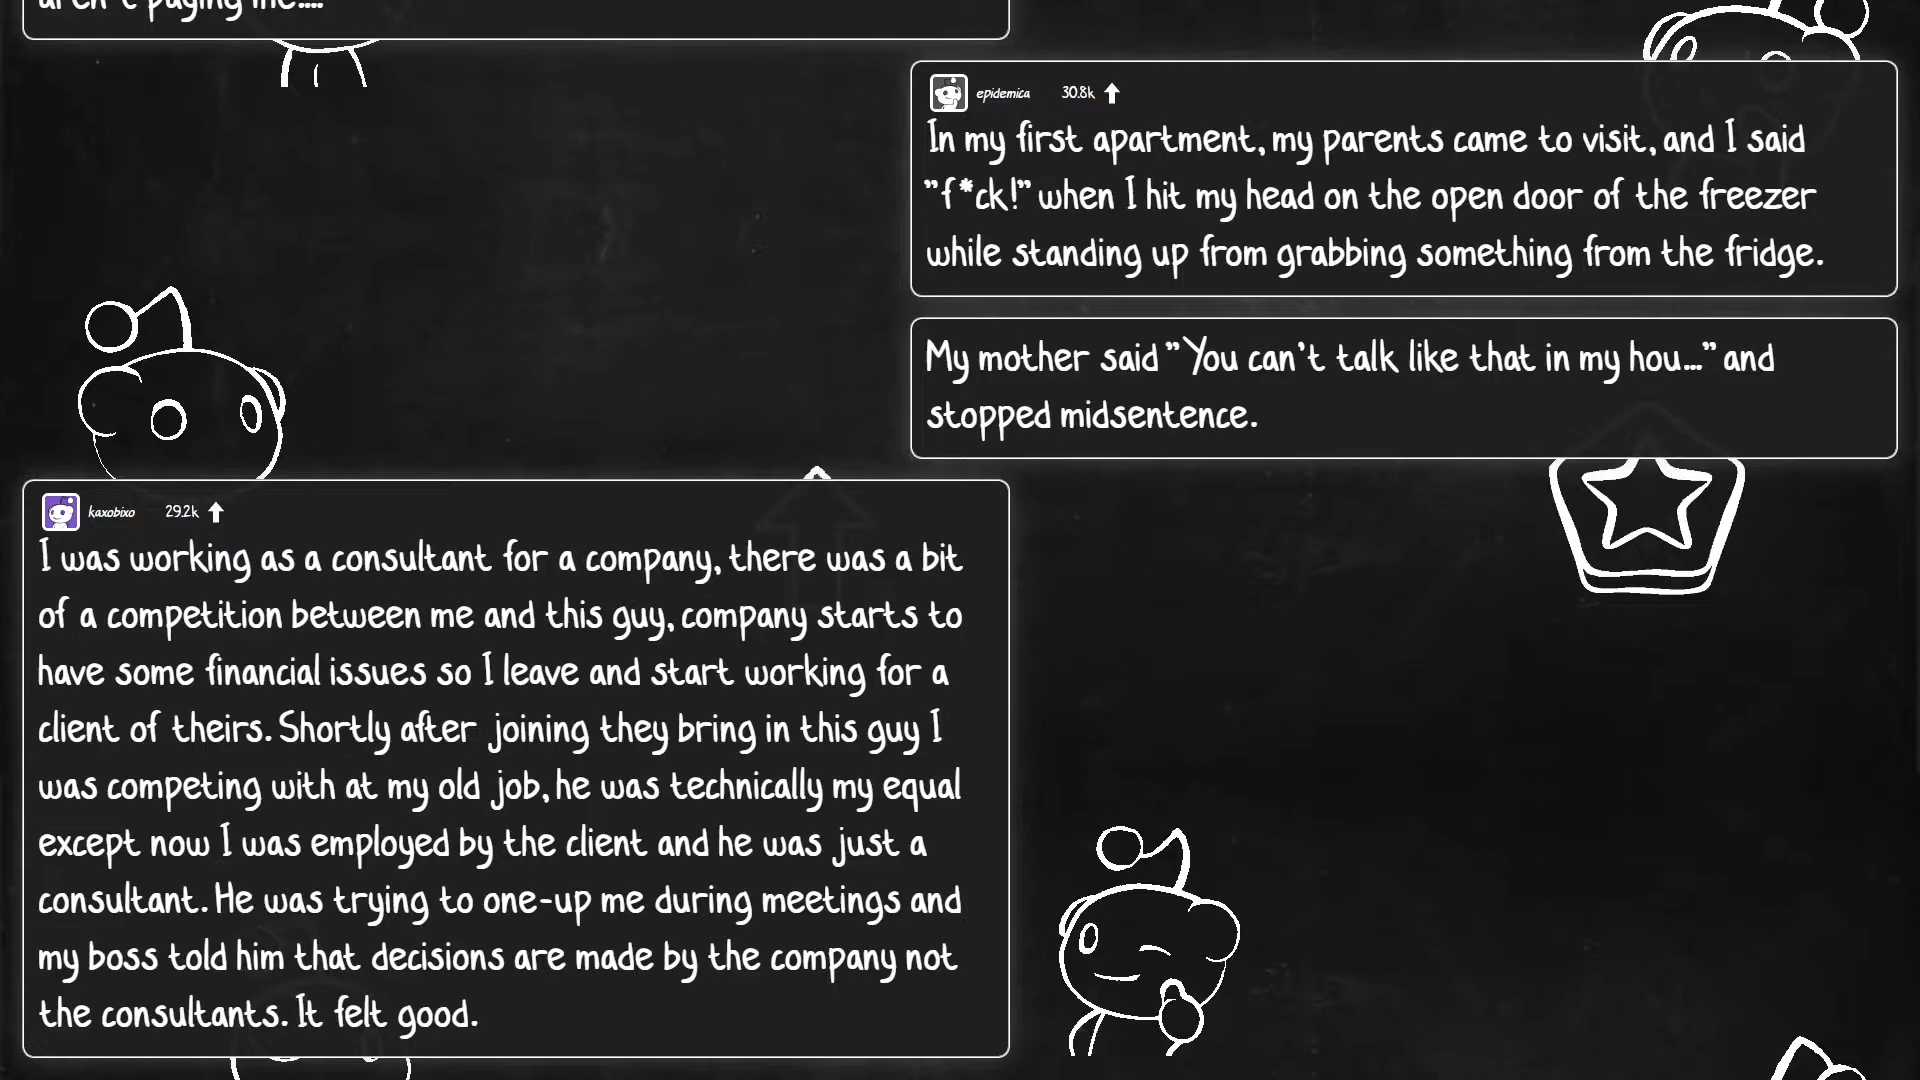 aren't paying me....
epidemica 30.8k
In my first apartment, my parents came to visit, and I said
"f*ck!" when I hit my head on the open door of the freezer
while standing up from grabbing something from the fridge.
My mother said "You can't talk like that in my hou..." and
stopped midsentence.
kaxobixo 29.2k
I was working as a consultant for a company, there was a bit
of a competition between me and this guy, company starts to
have some financial issues so I leave and start working for a
client of theirs. Shortly after joining they bring in this guy I
was competing with at my old job, he was technically my equal
except now I was employed by the client and he was just a
consultant. He was trying to one-up me during meetings and
my boss told him that decisions are made by the company not
the consultants. It felt good.